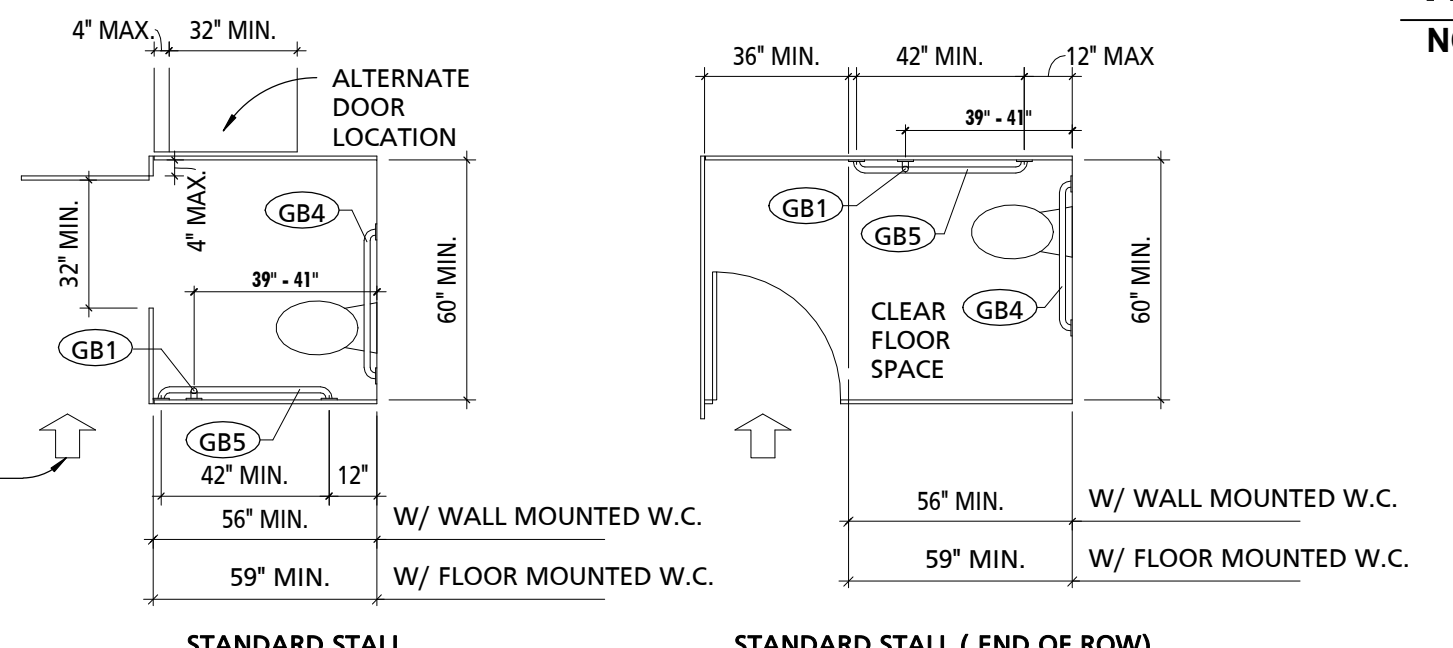 4" MAX.
32" MIN.
ALTERNATE
DOOR
LOCATION
4" MAX.
32" MIN.
GB4
39" - 41"
60" MIN.
GB1
GB5
42" MIN.
12"
56" MIN.
W/ WALL MOUNTED W.C.
59" MIN.
W/ FLOOR MOUNTED W.C.
STANDARD STALL
36" MIN.
42" MIN.
12" MAX
39" - 41"
GB1
GB5
GB4
CLEAR
FLOOR
SPACE
60" MIN.
56" MIN.
W/ WALL MOUNTED W.C.
59" MIN.
W/ FLOOR MOUNTED W.C.
STANDARD STALL ( END OF ROW)